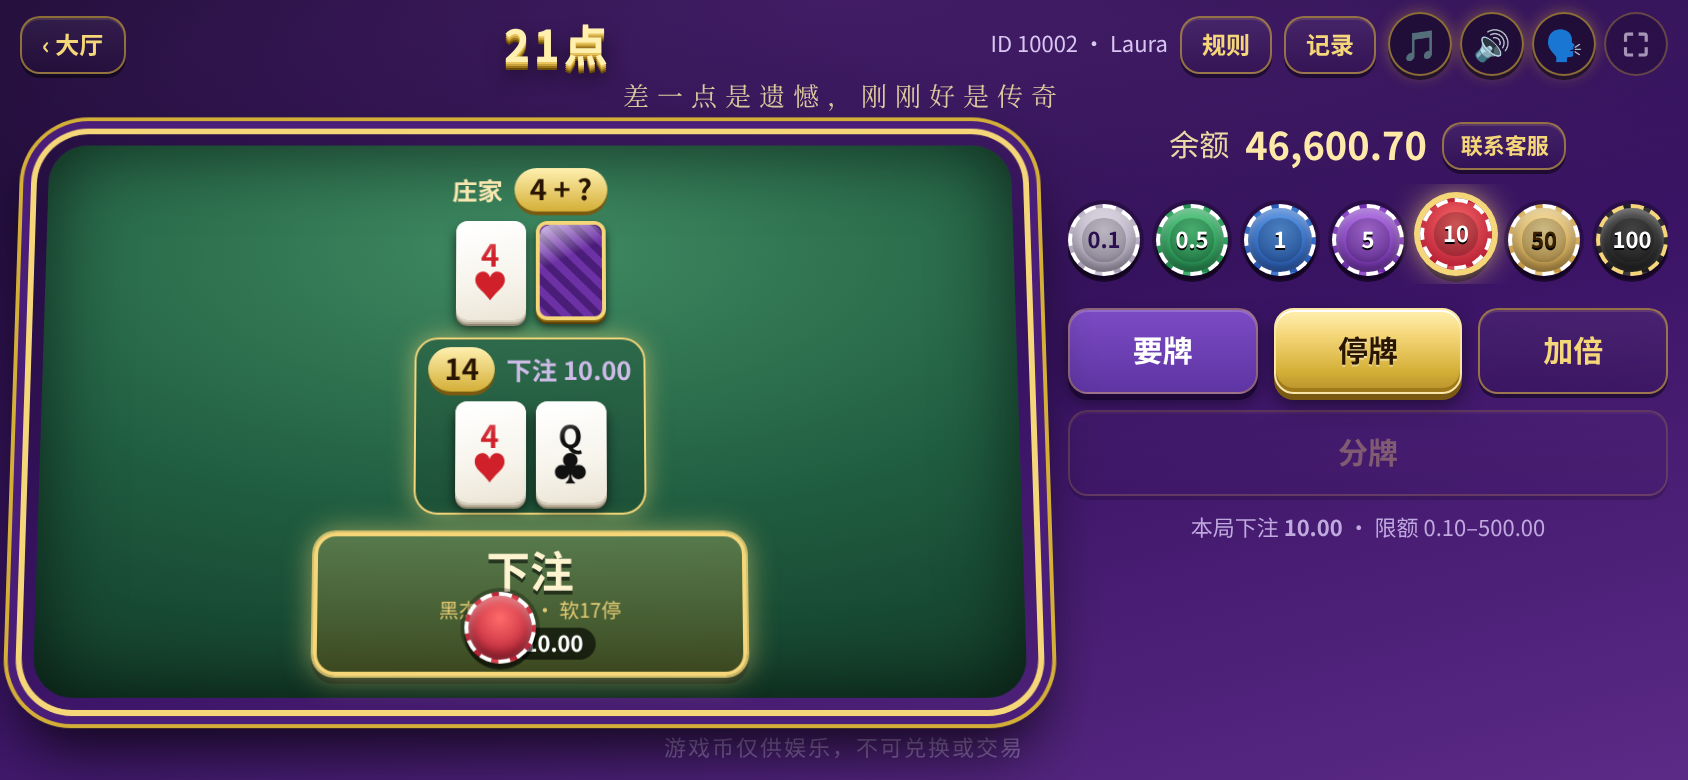 ‹ 大厅
21点
ID 10002 · Laura
规则
记录
差一点是遗憾，刚刚好是传奇
庄家 4 + ?
4
14 下注 10.00
4 Q
下注
· 软17停
0.00
余额 46,600.70 联系客服
0.1 0.5 1 5 10 50 100
要牌 停牌 加倍
分牌
本局下注 10.00 · 限额 0.10–500.00
游戏币仅供娱乐，不可兑换或交易